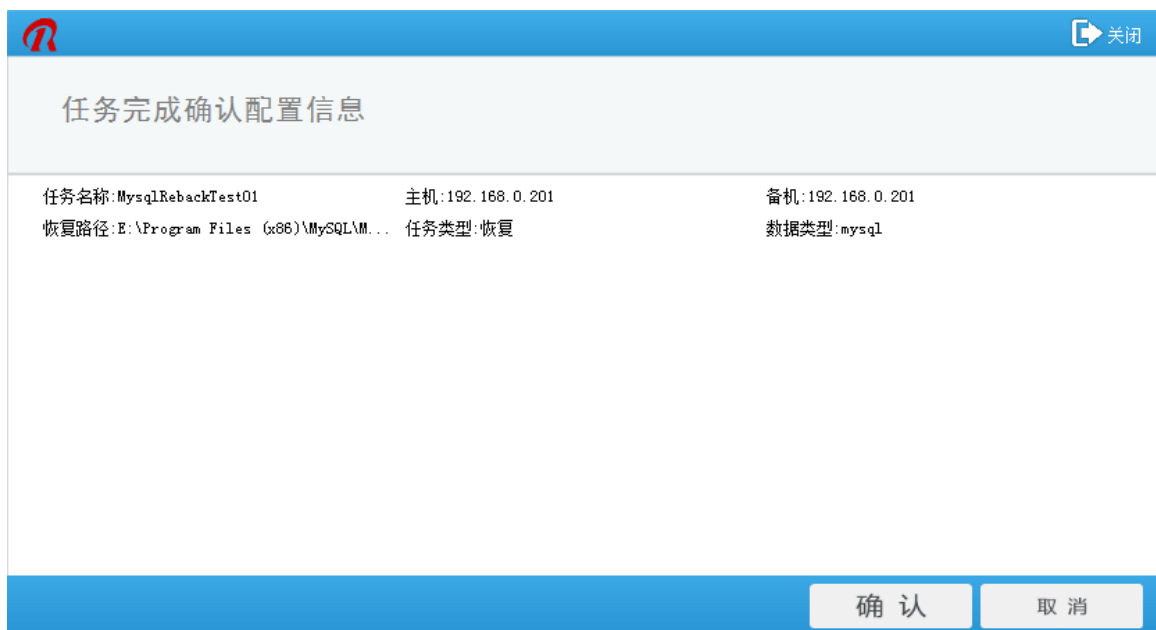 关闭
任务完成确认配置信息
任务名称:MysqlRebackTest01 主机:192.168.0.201 备机:192.168.0.201
恢复路径:E:\Program Files (x86)\MySQL\M... 任务类型:恢复 数据类型:mysql
确认 取消